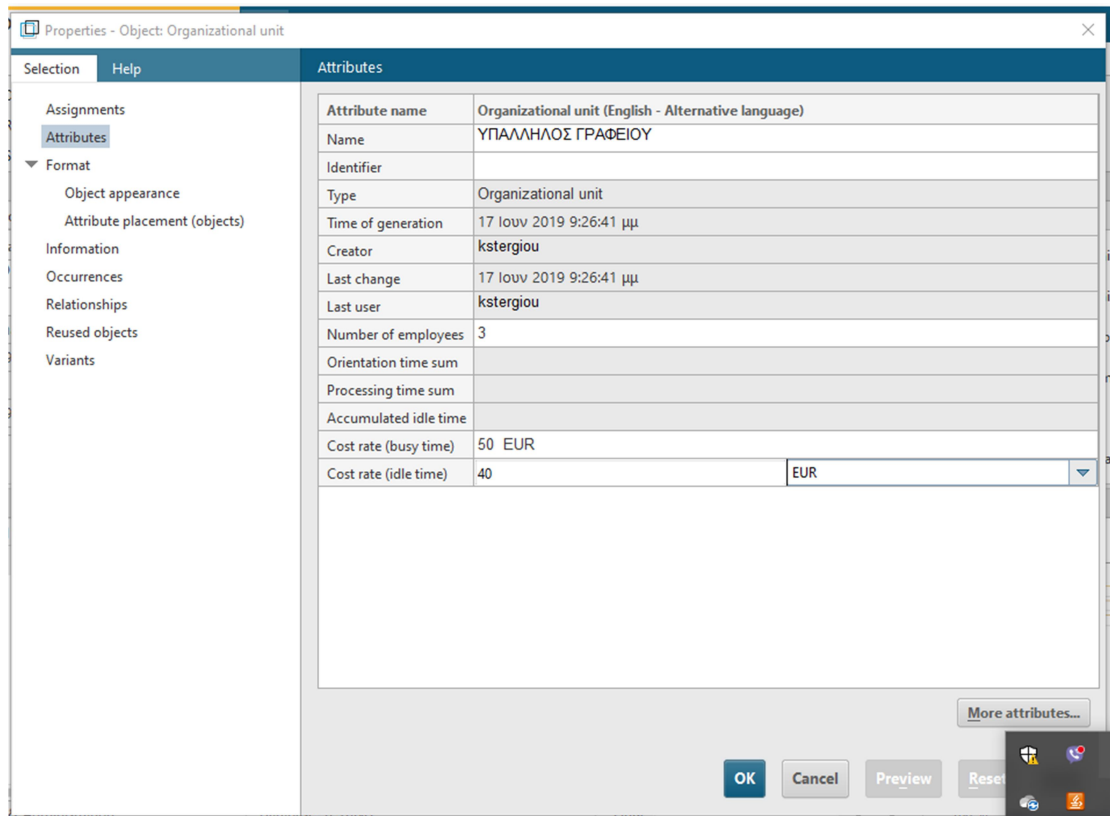 Properties - Object: Organizational unit
Selection Help
Attributes
Assignments
Attributes
Format
Object appearance
Attribute placement (objects)
Information
Occurrences
Relationships
Reused objects
Variants
Attribute name Organizational unit (English - Alternative language)
Name ΥΠΑΛΛΗΛΟΣ ΓΡΑΦΕΙΟΥ
Identifier
Type Organizational unit
Time of generation 17 Ιουν 2019 9:26:41 μμ
Creator kstergiou
Last change 17 Ιουν 2019 9:26:41 μμ
Last user kstergiou
Number of employees 3
Orientation time sum
Processing time sum
Accumulated idle time
Cost rate (busy time) 50 EUR
Cost rate (idle time) 40 EUR
More attributes...
OK Cancel Preview Reset